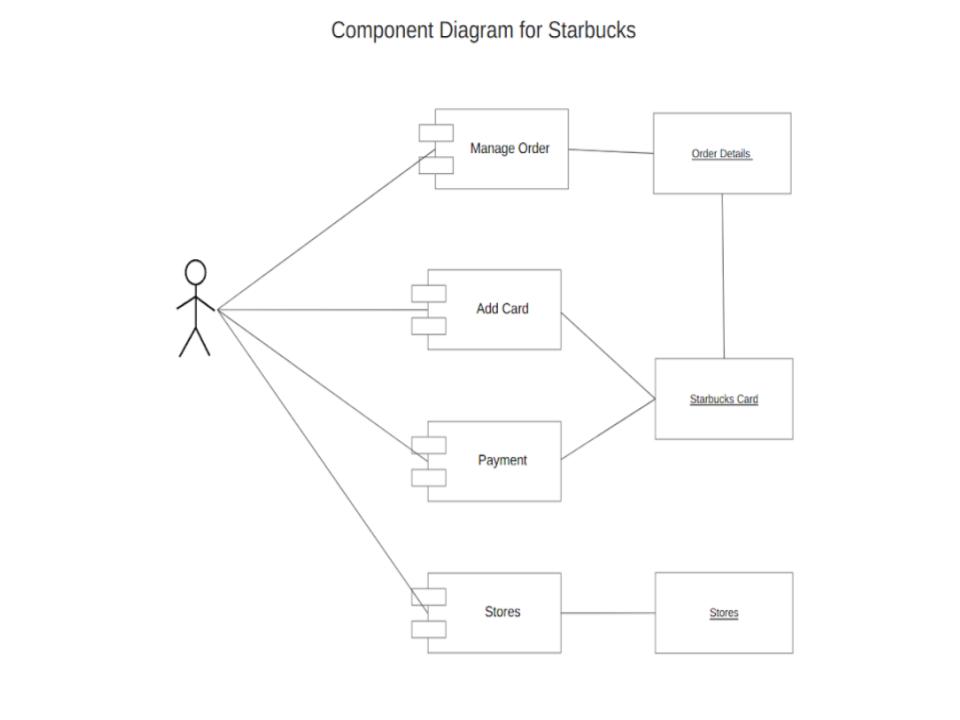 Component Diagram for Starbucks
Manage Order
Order Details
Add Card
Starbucks Card
Payment
Stores
Stores